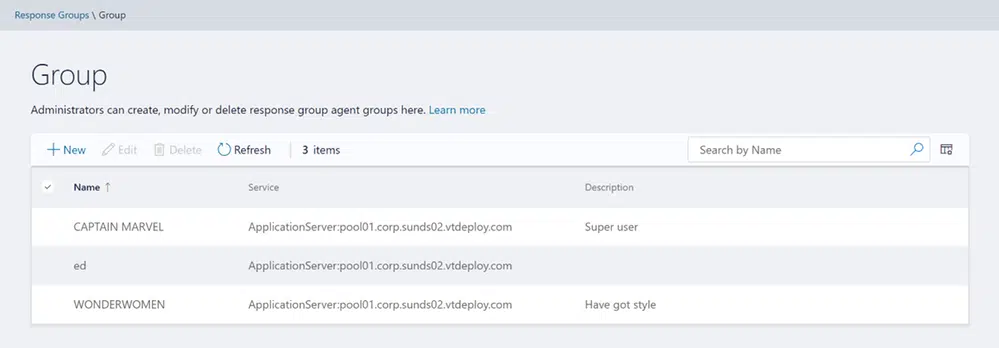 Response Groups \ Group
Group
Administrators can create, modify or delete response group agent groups here. Learn more
New Edit Delete Refresh 3 items Search by Name
Name ↑ Service Description
CAPTAIN MARVEL ApplicationServer:pool01.corp.sunds02.vtdeploy.com Super user
ed ApplicationServer:pool01.corp.sunds02.vtdeploy.com
WONDERWOMEN ApplicationServer:pool01.corp.sunds02.vtdeploy.com Have got style